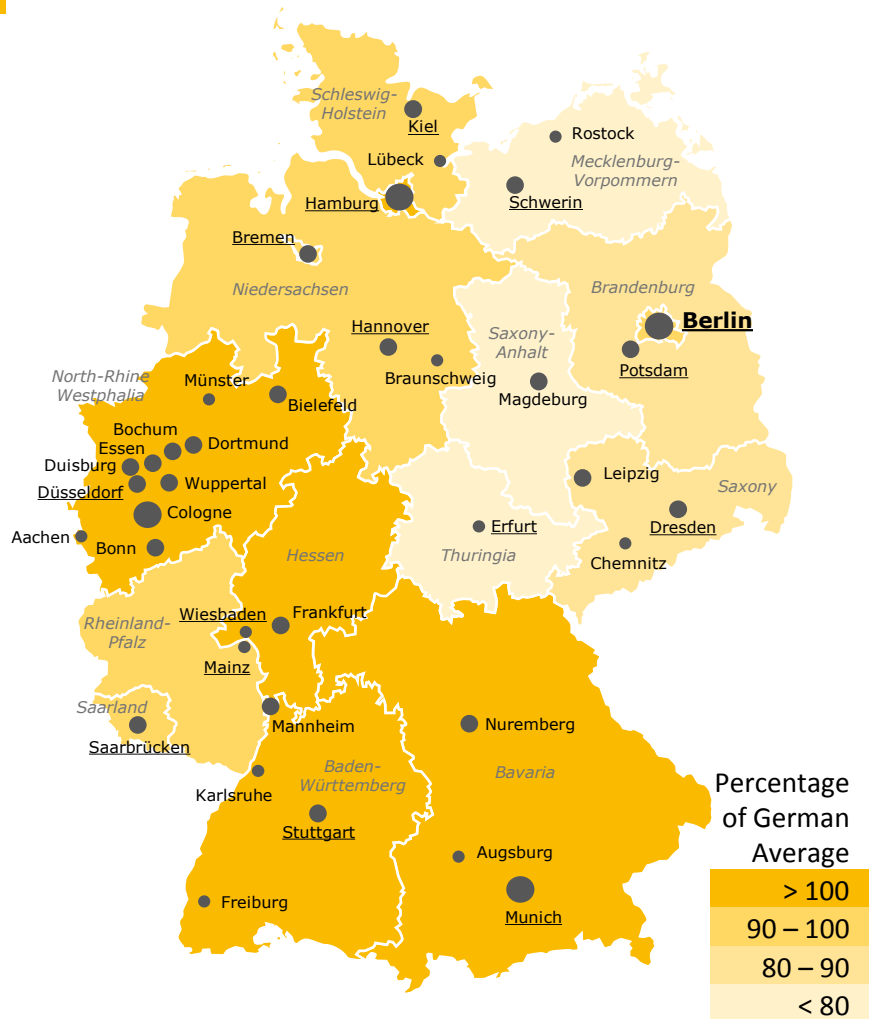 Schleswig-
Holstein
Kiel
Rostock
Lübeck
Mecklenburg-
Vorpommern
Schwerin
Hamburg
Bremen
Niedersachsen
Brandenburg
Berlin
Hannover
Saxony-
Anhalt
Potsdam
Braunschweig
Magdeburg
North-Rhine
Westphalia
Münster
Bielefeld
Bochum
Dortmund
Essen
Duisburg
Leipzig
Wuppertal
Düsseldorf
Saxony
Cologne
Aachen
Erfurt
Dresden
Bonn
Hessen
Thuringia
Chemnitz
Wiesbaden
Frankfurt
Rheinland-
Pfalz
Mainz
Saarland
Mannheim
Nuremberg
Saarbrücken
Baden-
Württemberg
Bavaria
Karlsruhe
Stuttgart
Augsburg
Freiburg
Munich
Percentage
of German
Average
> 100
90 – 100
80 – 90
< 80